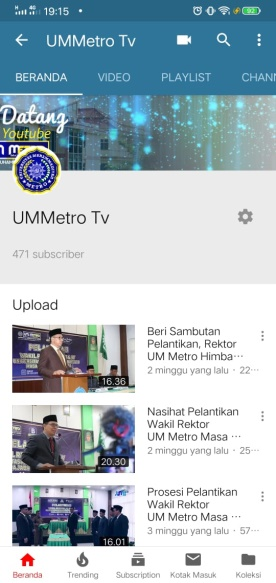 19:15
UMMetro Tv
BERANDA VIDEO PLAYLIST CHANN
Datang
Youtube
UMMetro Tv
471 subscriber
Upload
16.36
Beri Sambutan
Pelantikan, Rektor
UM Metro Himba…
2 minggu yang lalu · 22…
20.30
Nasihat Pelantikan
Wakil Rektor
UM Metro Masa …
2 minggu yang lalu · 25…
16.01
Prosesi Pelantikan
Wakil Rektor
UM Metro Masa …
3 minggu yang lalu · 57…
Beranda Trending Subscription Kotak Masuk Koleksi